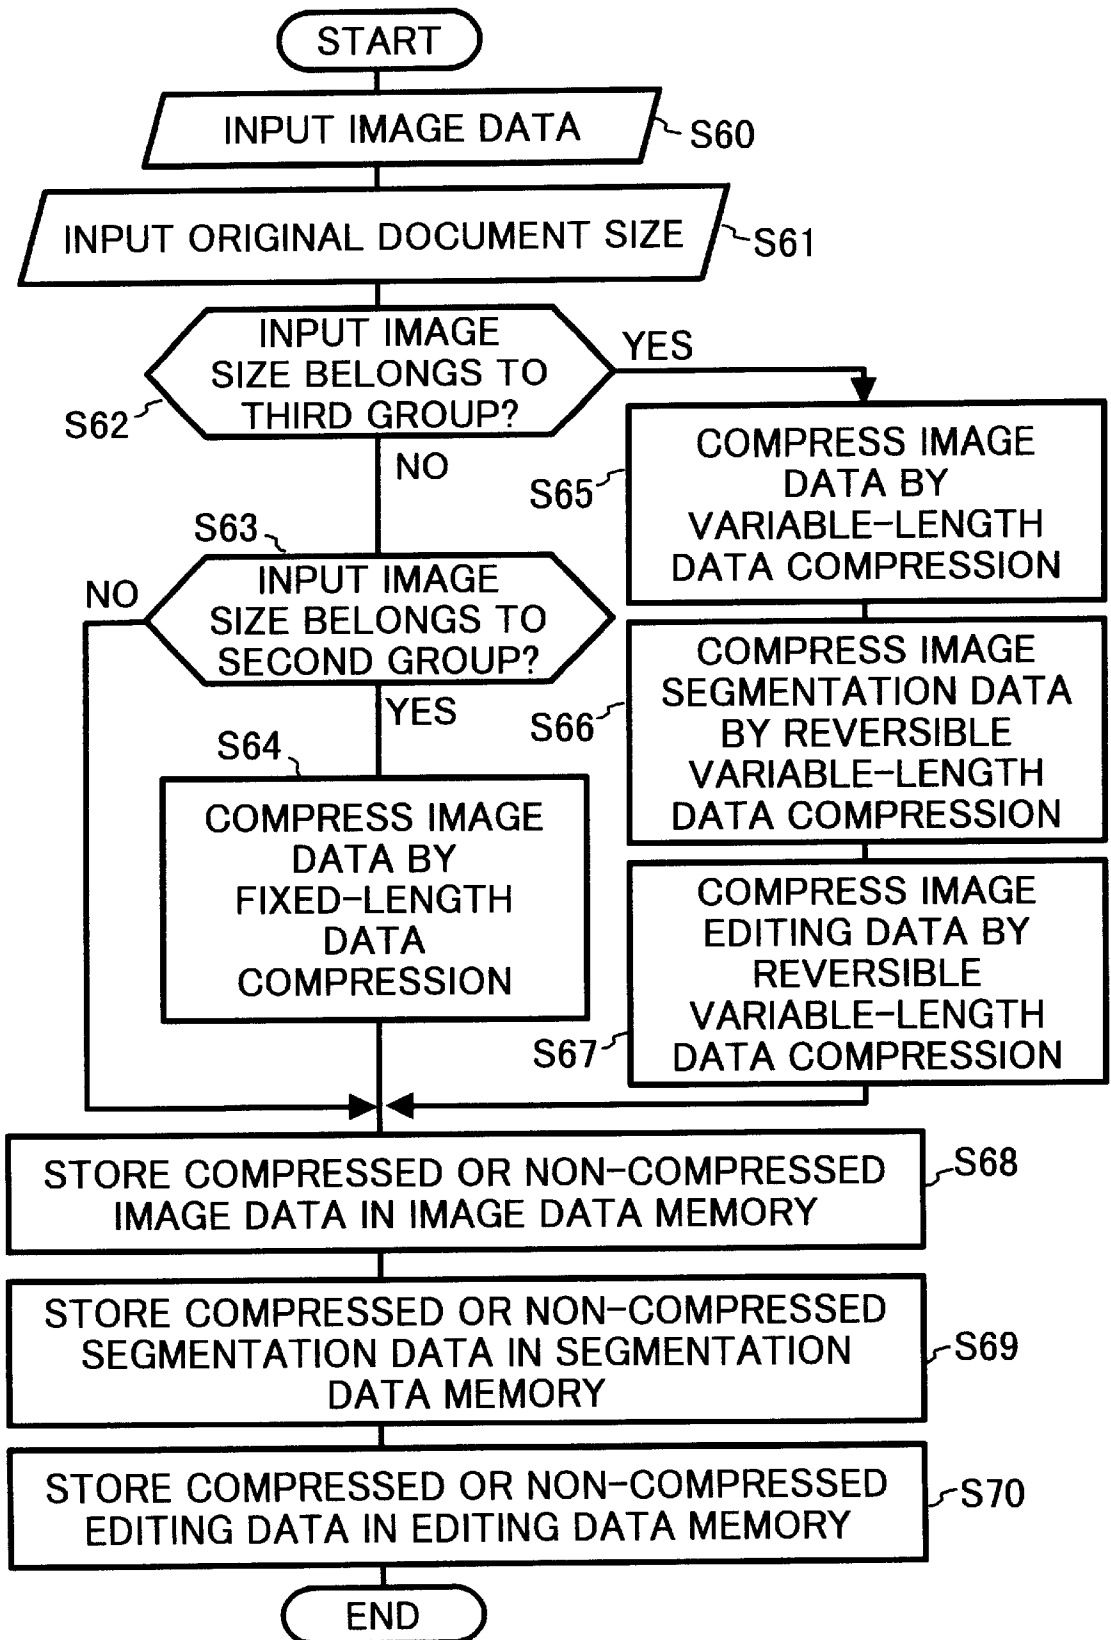 START
INPUT IMAGE DATA
S60
INPUT ORIGINAL DOCUMENT SIZE
S61
INPUT IMAGE
SIZE BELONGS TO
THIRD GROUP?
S62
YES
NO
S63
INPUT IMAGE
SIZE BELONGS TO
SECOND GROUP?
NO
YES
S64
COMPRESS IMAGE
DATA BY
FIXED-LENGTH
DATA
COMPRESSION
S65
COMPRESS IMAGE
DATA BY
VARIABLE-LENGTH
DATA COMPRESSION
S66
COMPRESS IMAGE
SEGMENTATION DATA
BY REVERSIBLE
VARIABLE-LENGTH
DATA COMPRESSION
S67
COMPRESS IMAGE
EDITING DATA BY
REVERSIBLE
VARIABLE-LENGTH
DATA COMPRESSION
STORE COMPRESSED OR NON-COMPRESSED
IMAGE DATA IN IMAGE DATA MEMORY
S68
STORE COMPRESSED OR NON-COMPRESSED
SEGMENTATION DATA IN SEGMENTATION
DATA MEMORY
S69
STORE COMPRESSED OR NON-COMPRESSED
EDITING DATA IN EDITING DATA MEMORY
S70
END